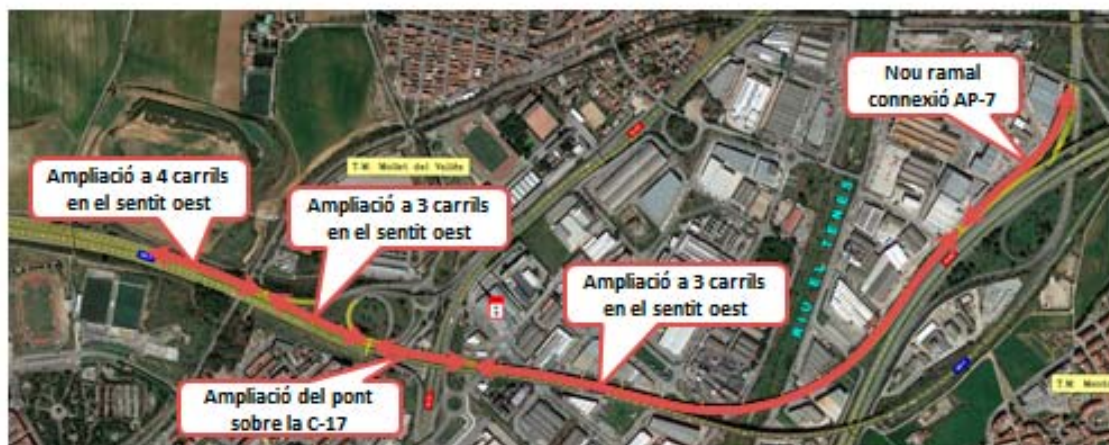 Nou ramal
connexió AP-7
T.M. Mollet del Vallès
Ampliació a 4 carrils
en el sentit oest
Ampliació a 3 carrils
en el sentit oest
RIU EL TENES
Ampliació a 3 carrils
en el sentit oest
Ampliació del pont
sobre la C-17
T.M.